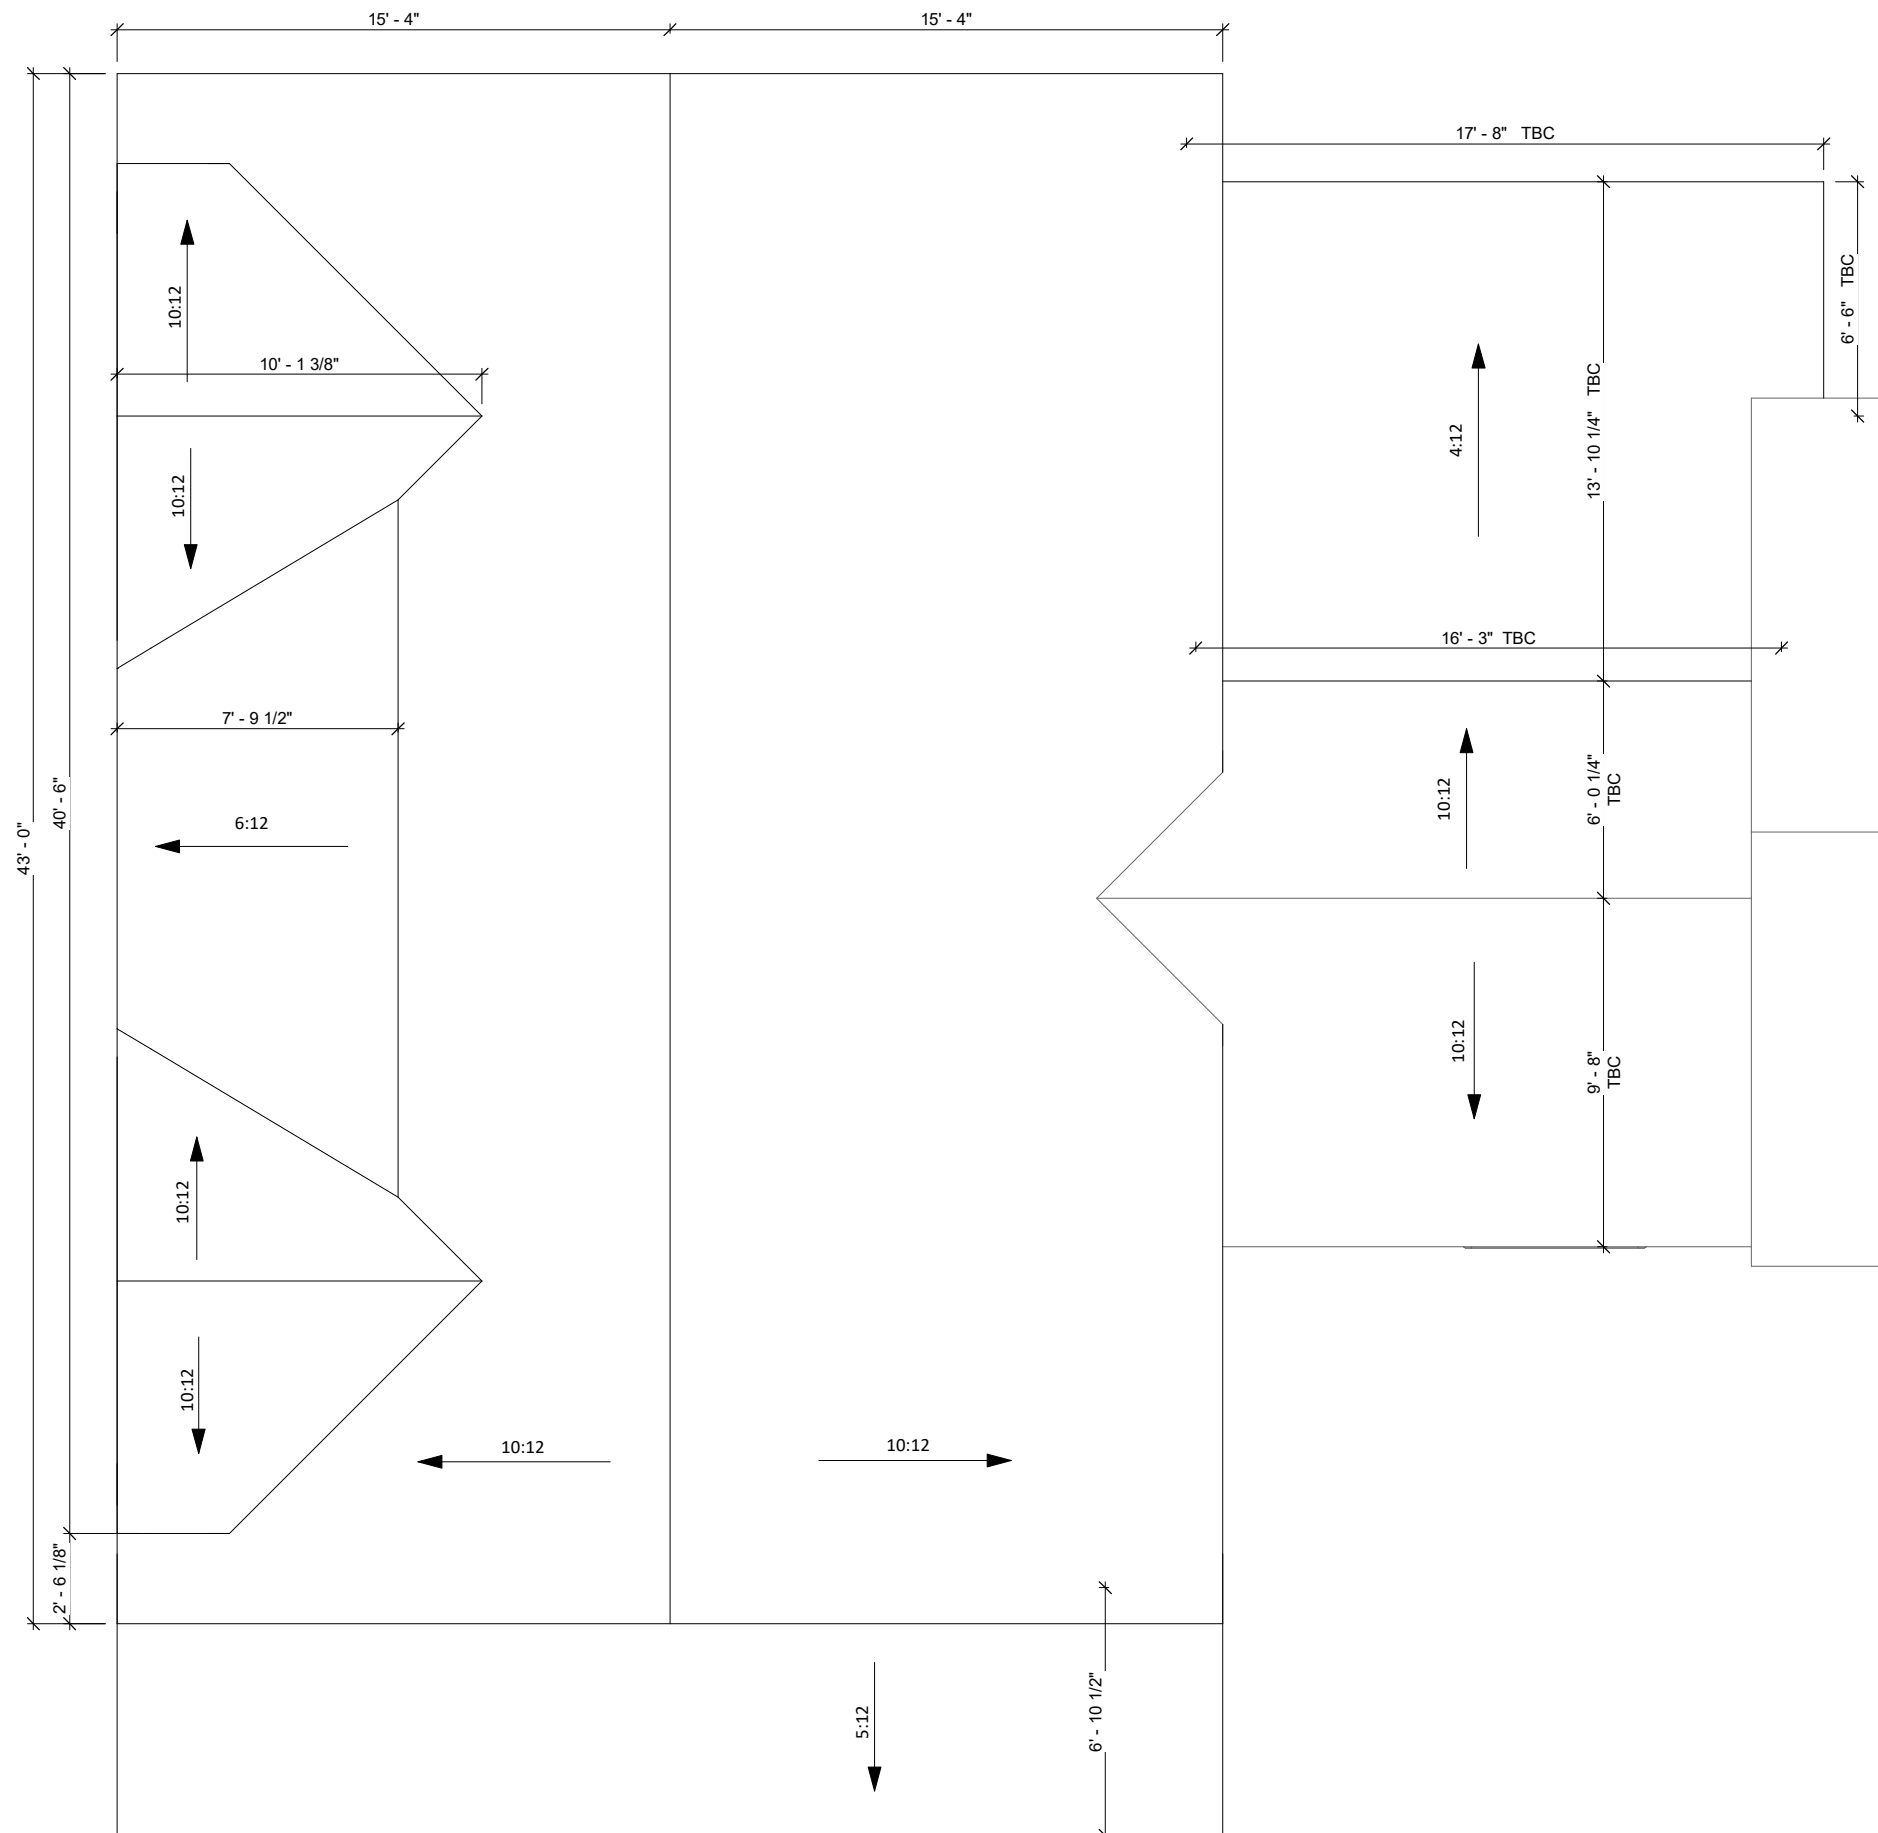 15' - 4"
15' - 4"
17' - 8"   TBC
6' - 6"   TBC
10:12
10' - 1 3/8"
13' - 10 1/4"   TBC
4:12
10:12
16' - 3"  TBC
7' - 9 1/2"
40' - 6"
43' - 0"
6:12
10:12
6' - 0 1/4"
TBC
10:12
9' - 8"
TBC
10:12
10:12
10:12
10:12
2' - 6 1/8"
6' - 10 1/2"
5:12